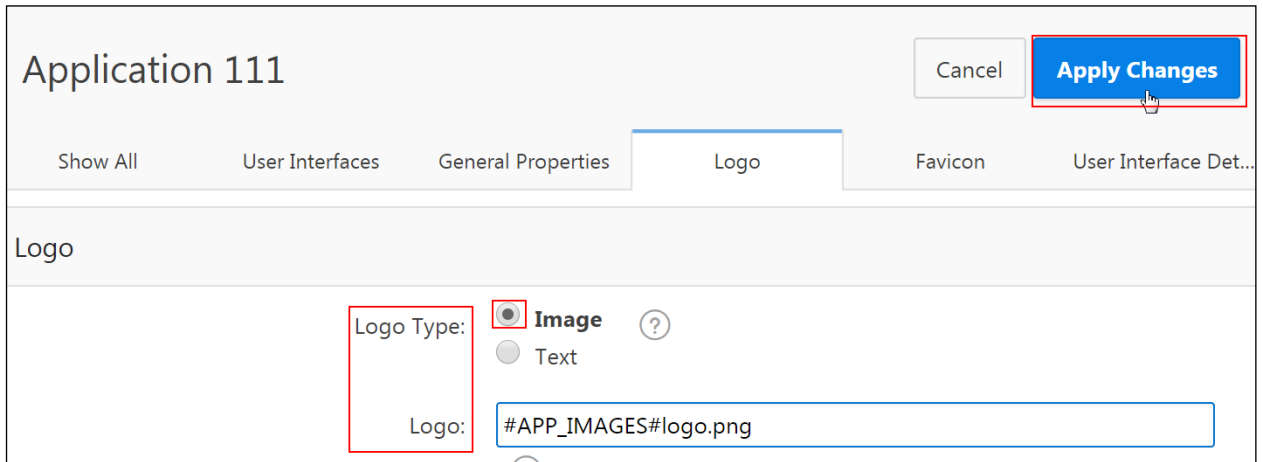 Application 111
Cancel
Apply Changes
Show All
User Interfaces
General Properties
Logo
Favicon
User Interface Det...
Logo
Logo Type:
Image
?
Text
Logo:
#APP_IMAGES#logo.png